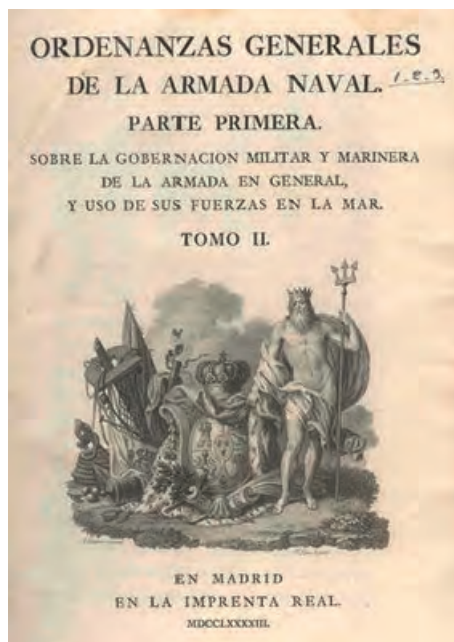 ORDENANZAS GENERALES
DE LA ARMADA NAVAL.
PARTE PRIMERA.
SOBRE LA GOBERNACION MILITAR Y MARINERA
DE LA ARMADA EN GENERAL,
Y USO DE SUS FUERZAS EN LA MAR.
TOMO II.
EN MADRID
EN LA IMPRENTA REAL.
MDCCLXXXXIII.